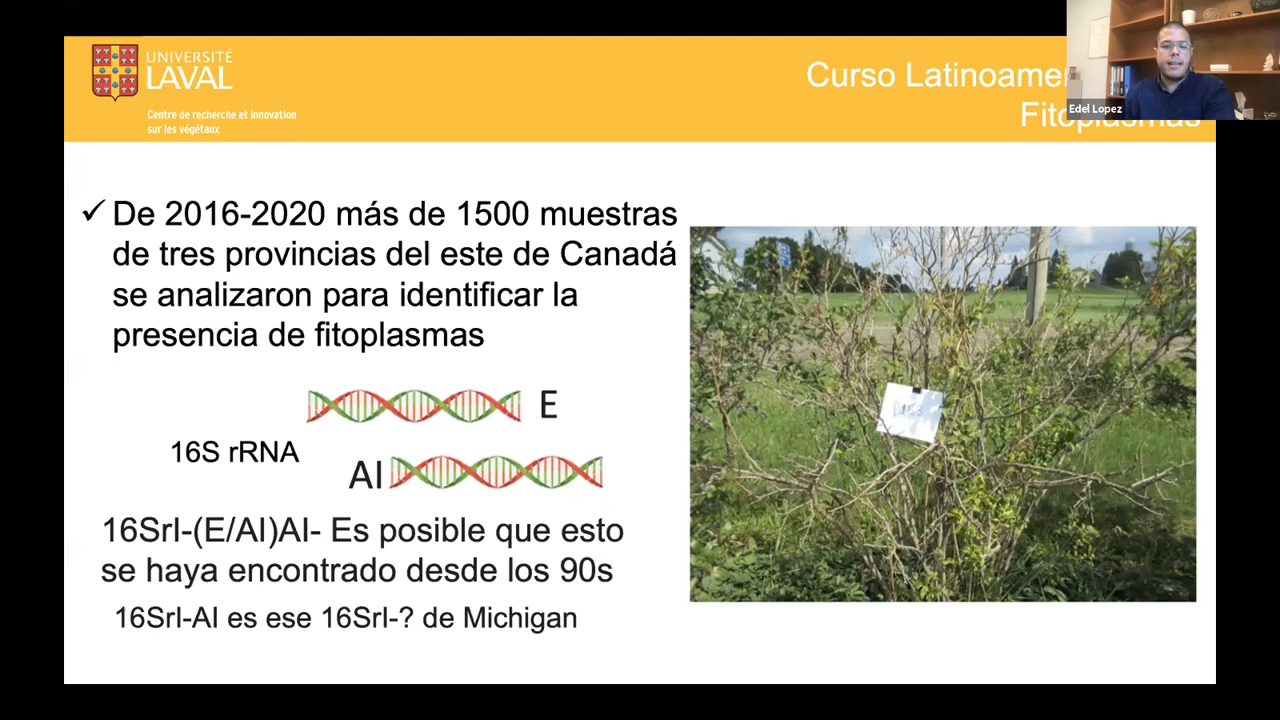 UNIVERSITÉ
LAVAL
Centre de recherche et innovation
sur les végétaux
Curso Latinoamer
Fitoplasmas
Edel Lopez
✓ De 2016-2020 más de 1500 muestras
de tres provincias del este de Canadá
se analizaron para identificar la
presencia de fitoplasmas
E
16S rRNA
AI
16SrI-(E/AI)AI- Es posible que esto
se haya encontrado desde los 90s
16SrI-AI es ese 16SrI-? de Michigan